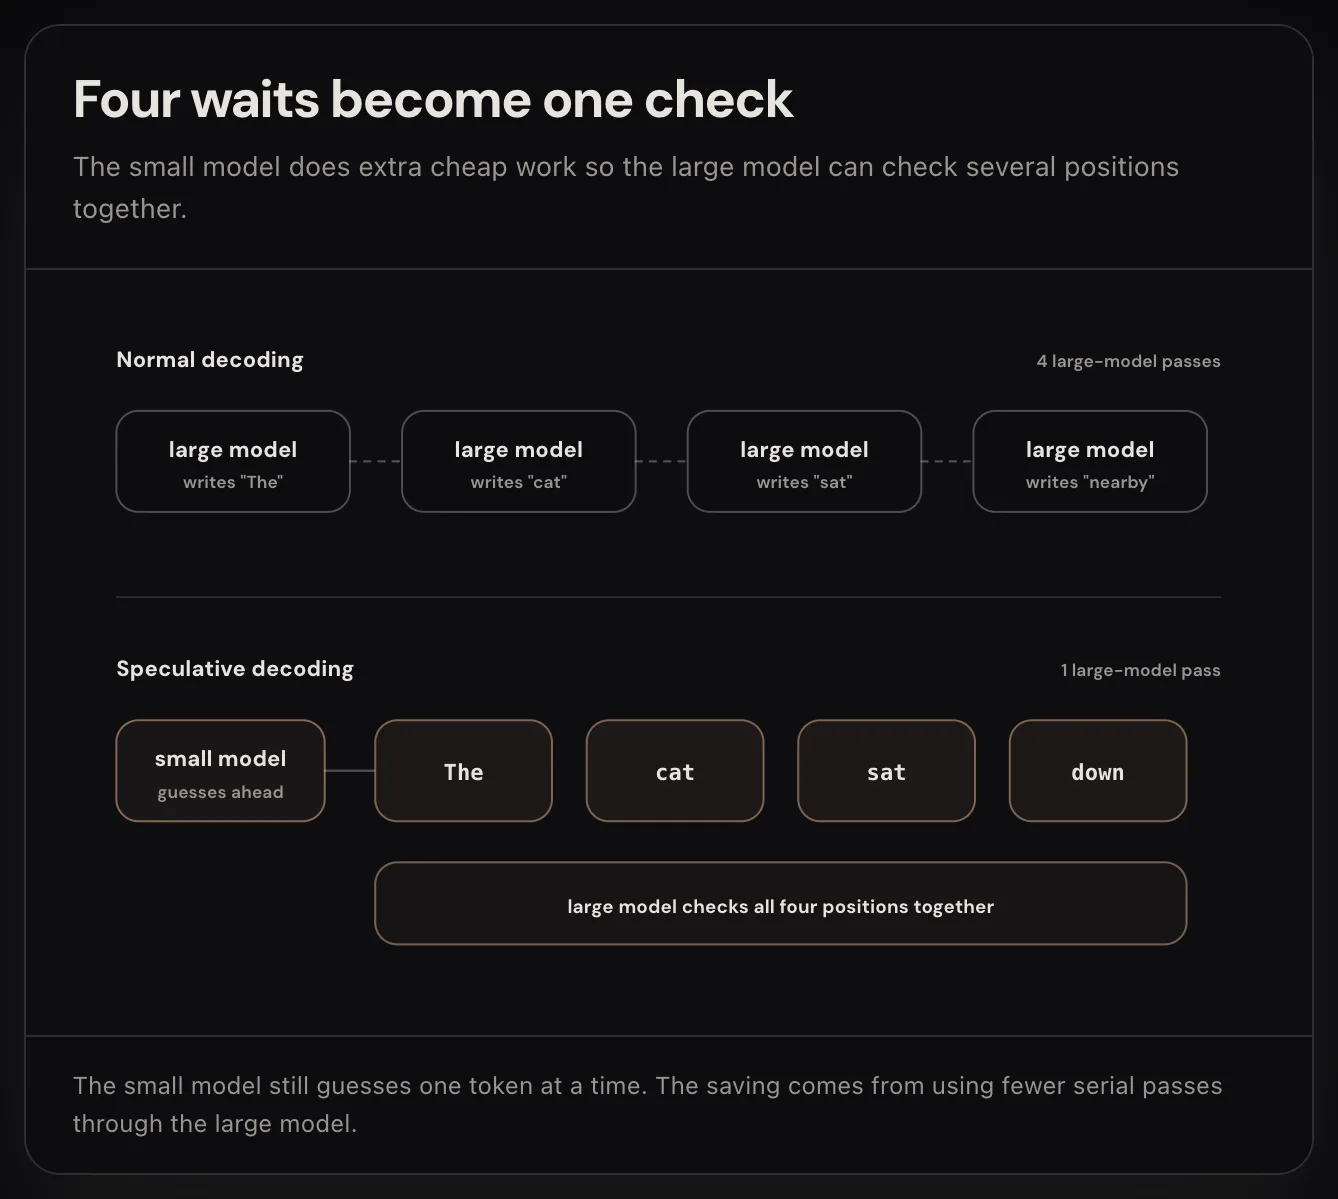 Four waits become one check
The small model does extra cheap work so the large model can check several positions
together.
Normal decoding
4 large-model passes
large model
writes "The"
large model
writes "cat"
large model
writes "sat"
large model
writes "nearby"
Speculative decoding
1 large-model pass
small model
guesses ahead
The
cat
sat
down
large model checks all four positions together
The small model still guesses one token at a time. The saving comes from using fewer serial passes
through the large model.